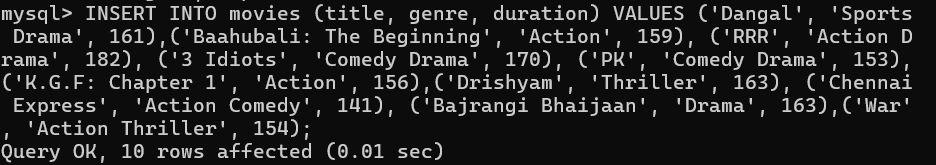 mysql> INSERT INTO movies (title, genre, duration) VALUES ('Dangal', 'Sports
 Drama', 161),('Baahubali: The Beginning', 'Action', 159), ('RRR', 'Action D
rama', 182), ('3 Idiots', 'Comedy Drama', 170), ('PK', 'Comedy Drama', 153),
('K.G.F: Chapter 1', 'Action', 156),('Drishyam', 'Thriller', 163), ('Chennai
 Express', 'Action Comedy', 141), ('Bajrangi Bhaijaan', 'Drama', 163),('War'
, 'Action Thriller', 154);
Query OK, 10 rows affected (0.01 sec)